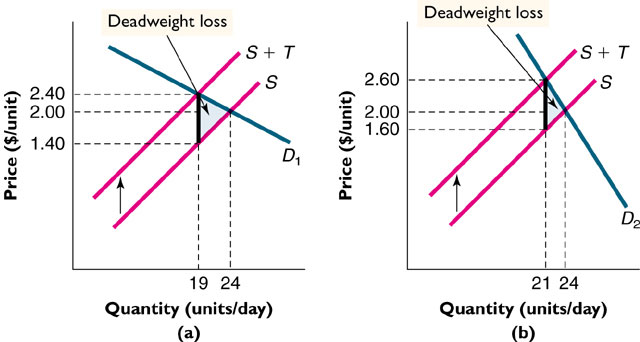 Deadweight loss
S + T
S
2.40
2.00
1.40
D1
Price ($/unit)
19 24
Quantity (units/day)
(a)
Deadweight loss
S + T
S
2.60
2.00
1.60
D2
Price ($/unit)
21 24
Quantity (units/day)
(b)